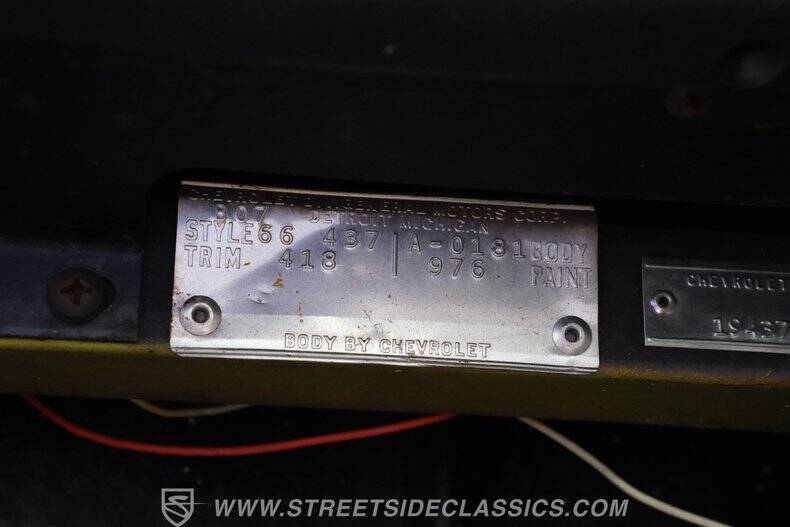 CHEVROLET DIV. GENERAL MOTORS CORP.
B07 DETROIT MICHIGAN
STYLE 66 437 A-0181 BODY
TRIM 418 976 PAINT
BODY BY CHEVROLET
CHEVROLET
19437
WWW.STREETSIDECLASSICS.COM